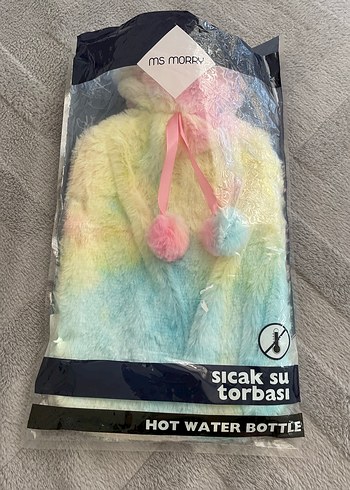 MS MORRY
sıcak su
torbası
HOT WATER BOTTLE